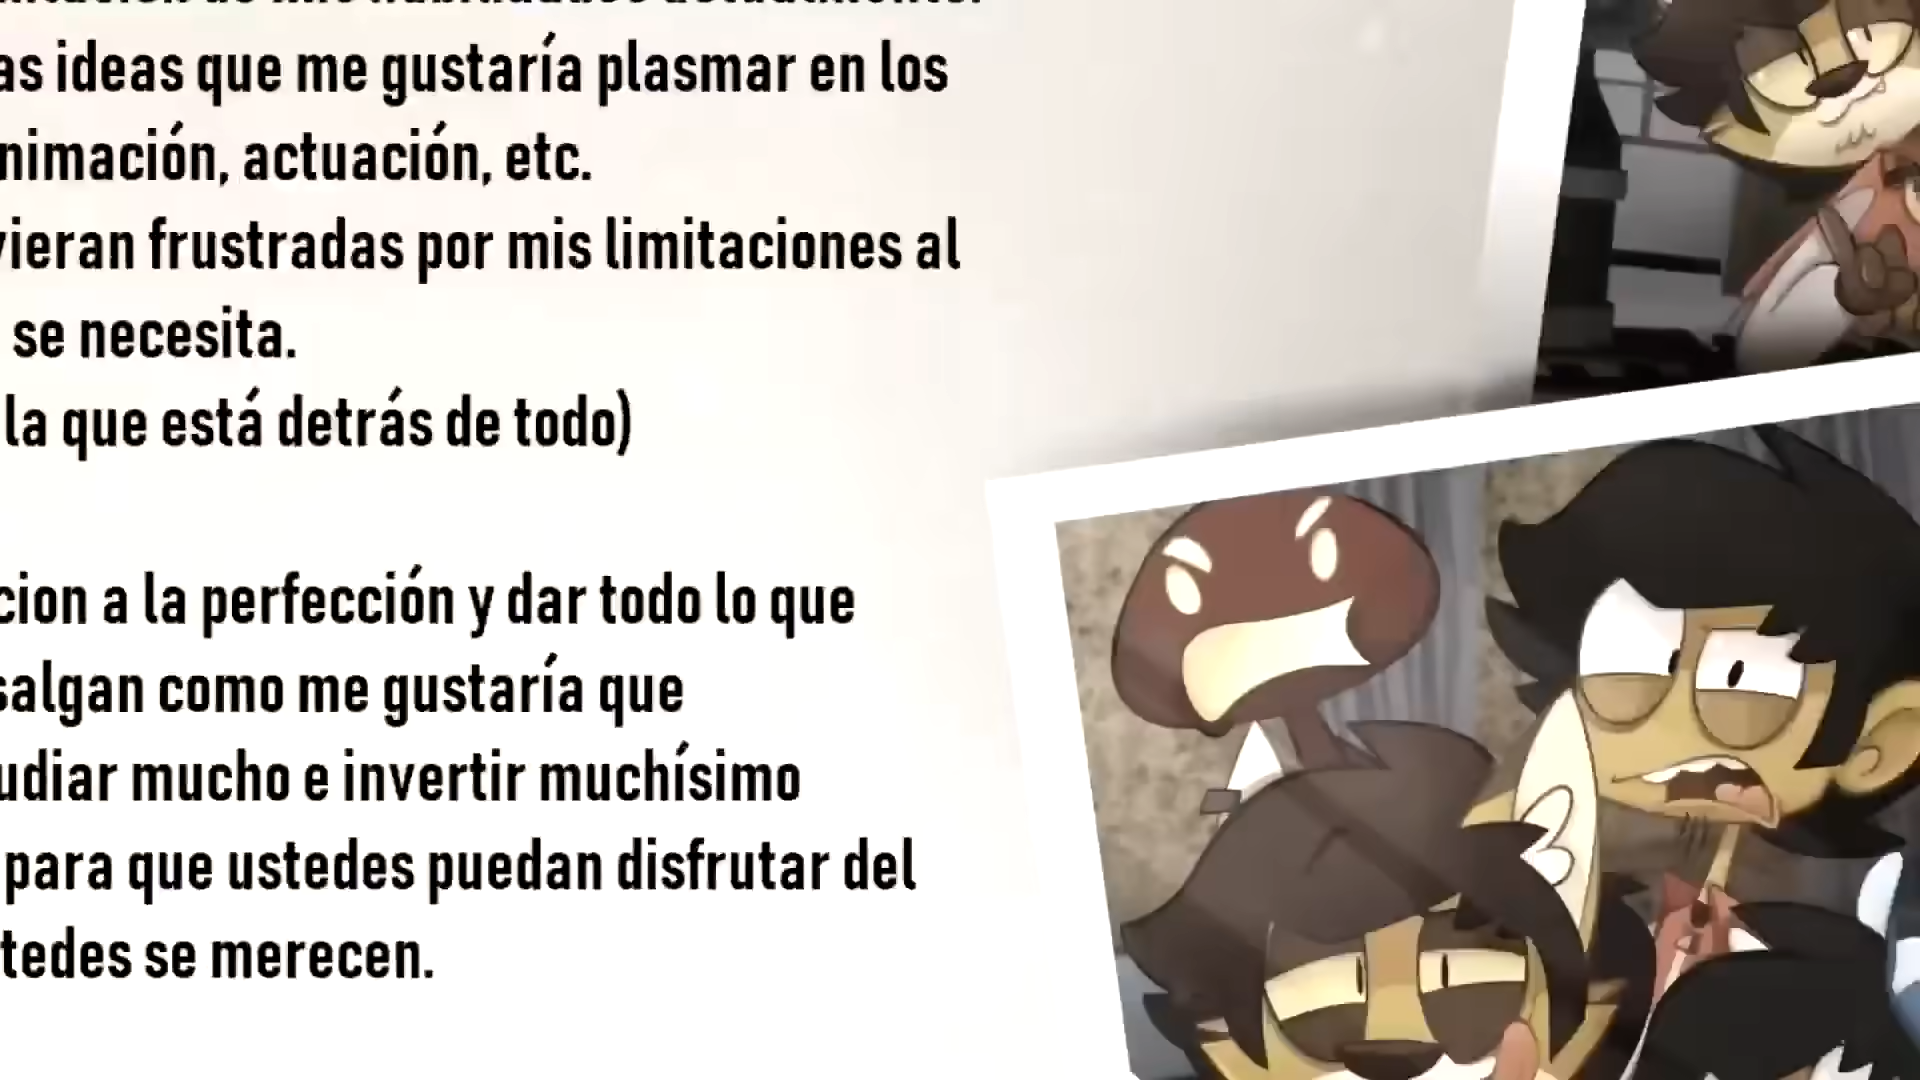 as ideas que me gustaría plasmar en los
nimación, actuación, etc.
vieran frustradas por mis limitaciones al
se necesita.
la que está detrás de todo)
cion a la perfección y dar todo lo que
salgan como me gustaría que
udiar mucho e invertir muchísimo
para que ustedes puedan disfrutar del
tedes se merecen.